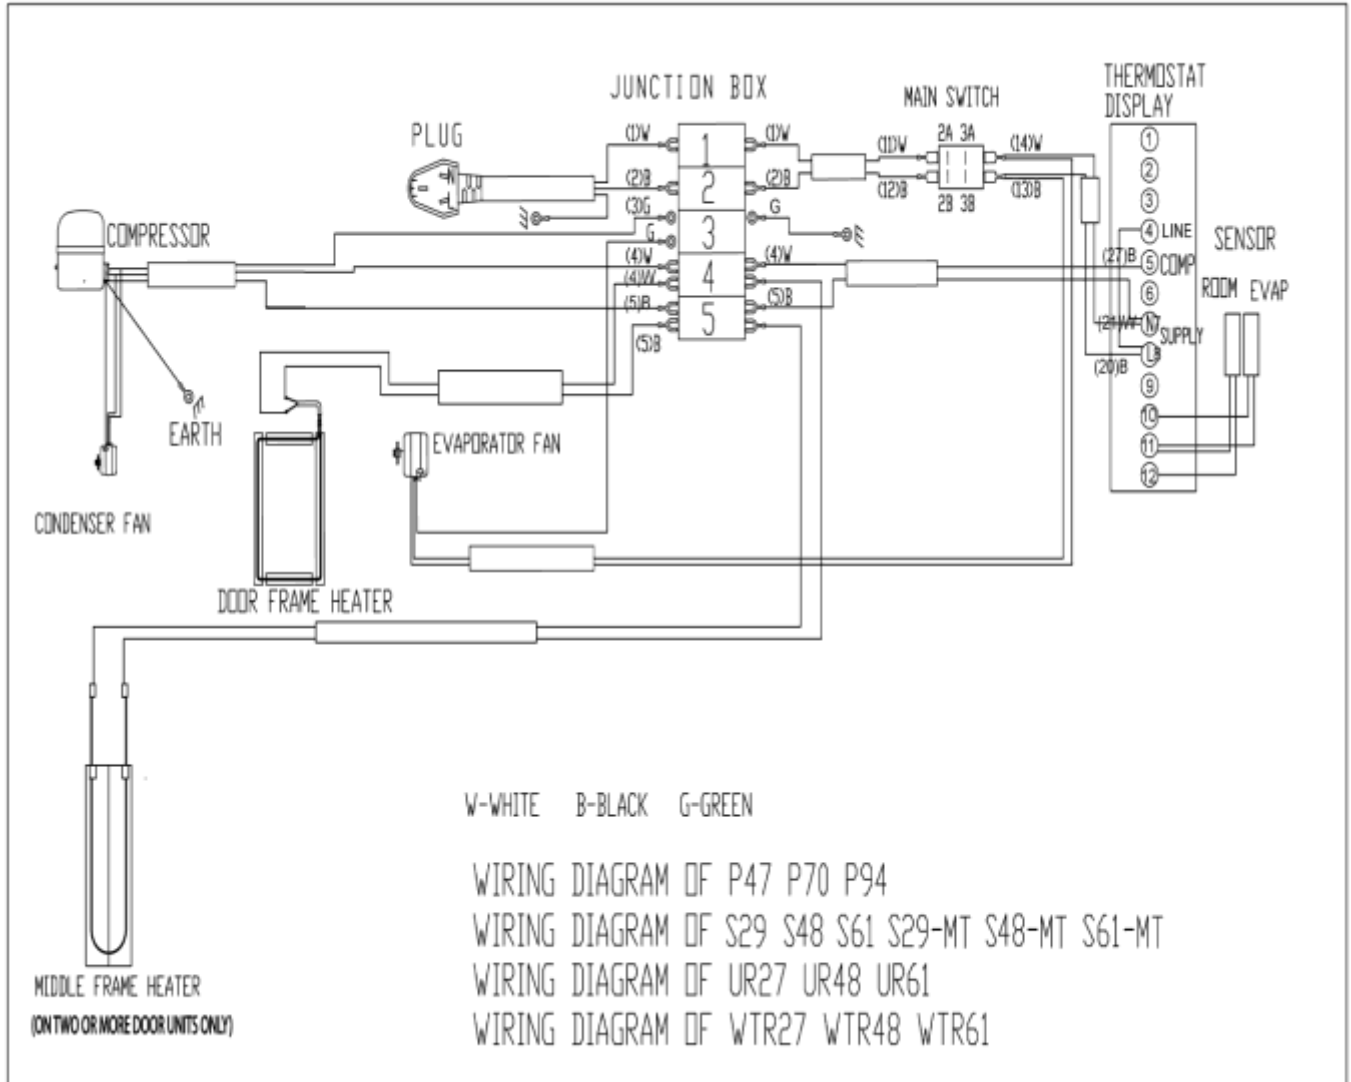 JUNCTION BOX
MAIN SWITCH
THERMOSTAT
DISPLAY
PLUG
(1)W
1
(1)W
(11)W
2A 3A
(14)W
1
(2)B
2
(2)B
(12)B
2B 3B
(13)B
2
3
(3)G
G
3
G
4 LINE
SENSOR
COMPRESSOR
(4)W
4
(4)W
(27)B
5 COMP
(4)W
6
ROOM EVAP
(5)B
5
(5)B
(21)W
SUPPLY
(5)B
(20)B
9
10
11
12
EARTH
EVAPORATOR FAN
CONDENSER FAN
DOOR FRAME HEATER
W-WHITE B-BLACK G-GREEN
WIRING DIAGRAM OF P47 P70 P94
WIRING DIAGRAM OF S29 S48 S61 S29-MT S48-MT S61-MT
WIRING DIAGRAM OF UR27 UR48 UR61
WIRING DIAGRAM OF WTR27 WTR48 WTR61
MIDDLE FRAME HEATER
(ON TWO OR MORE DOOR UNITS ONLY)